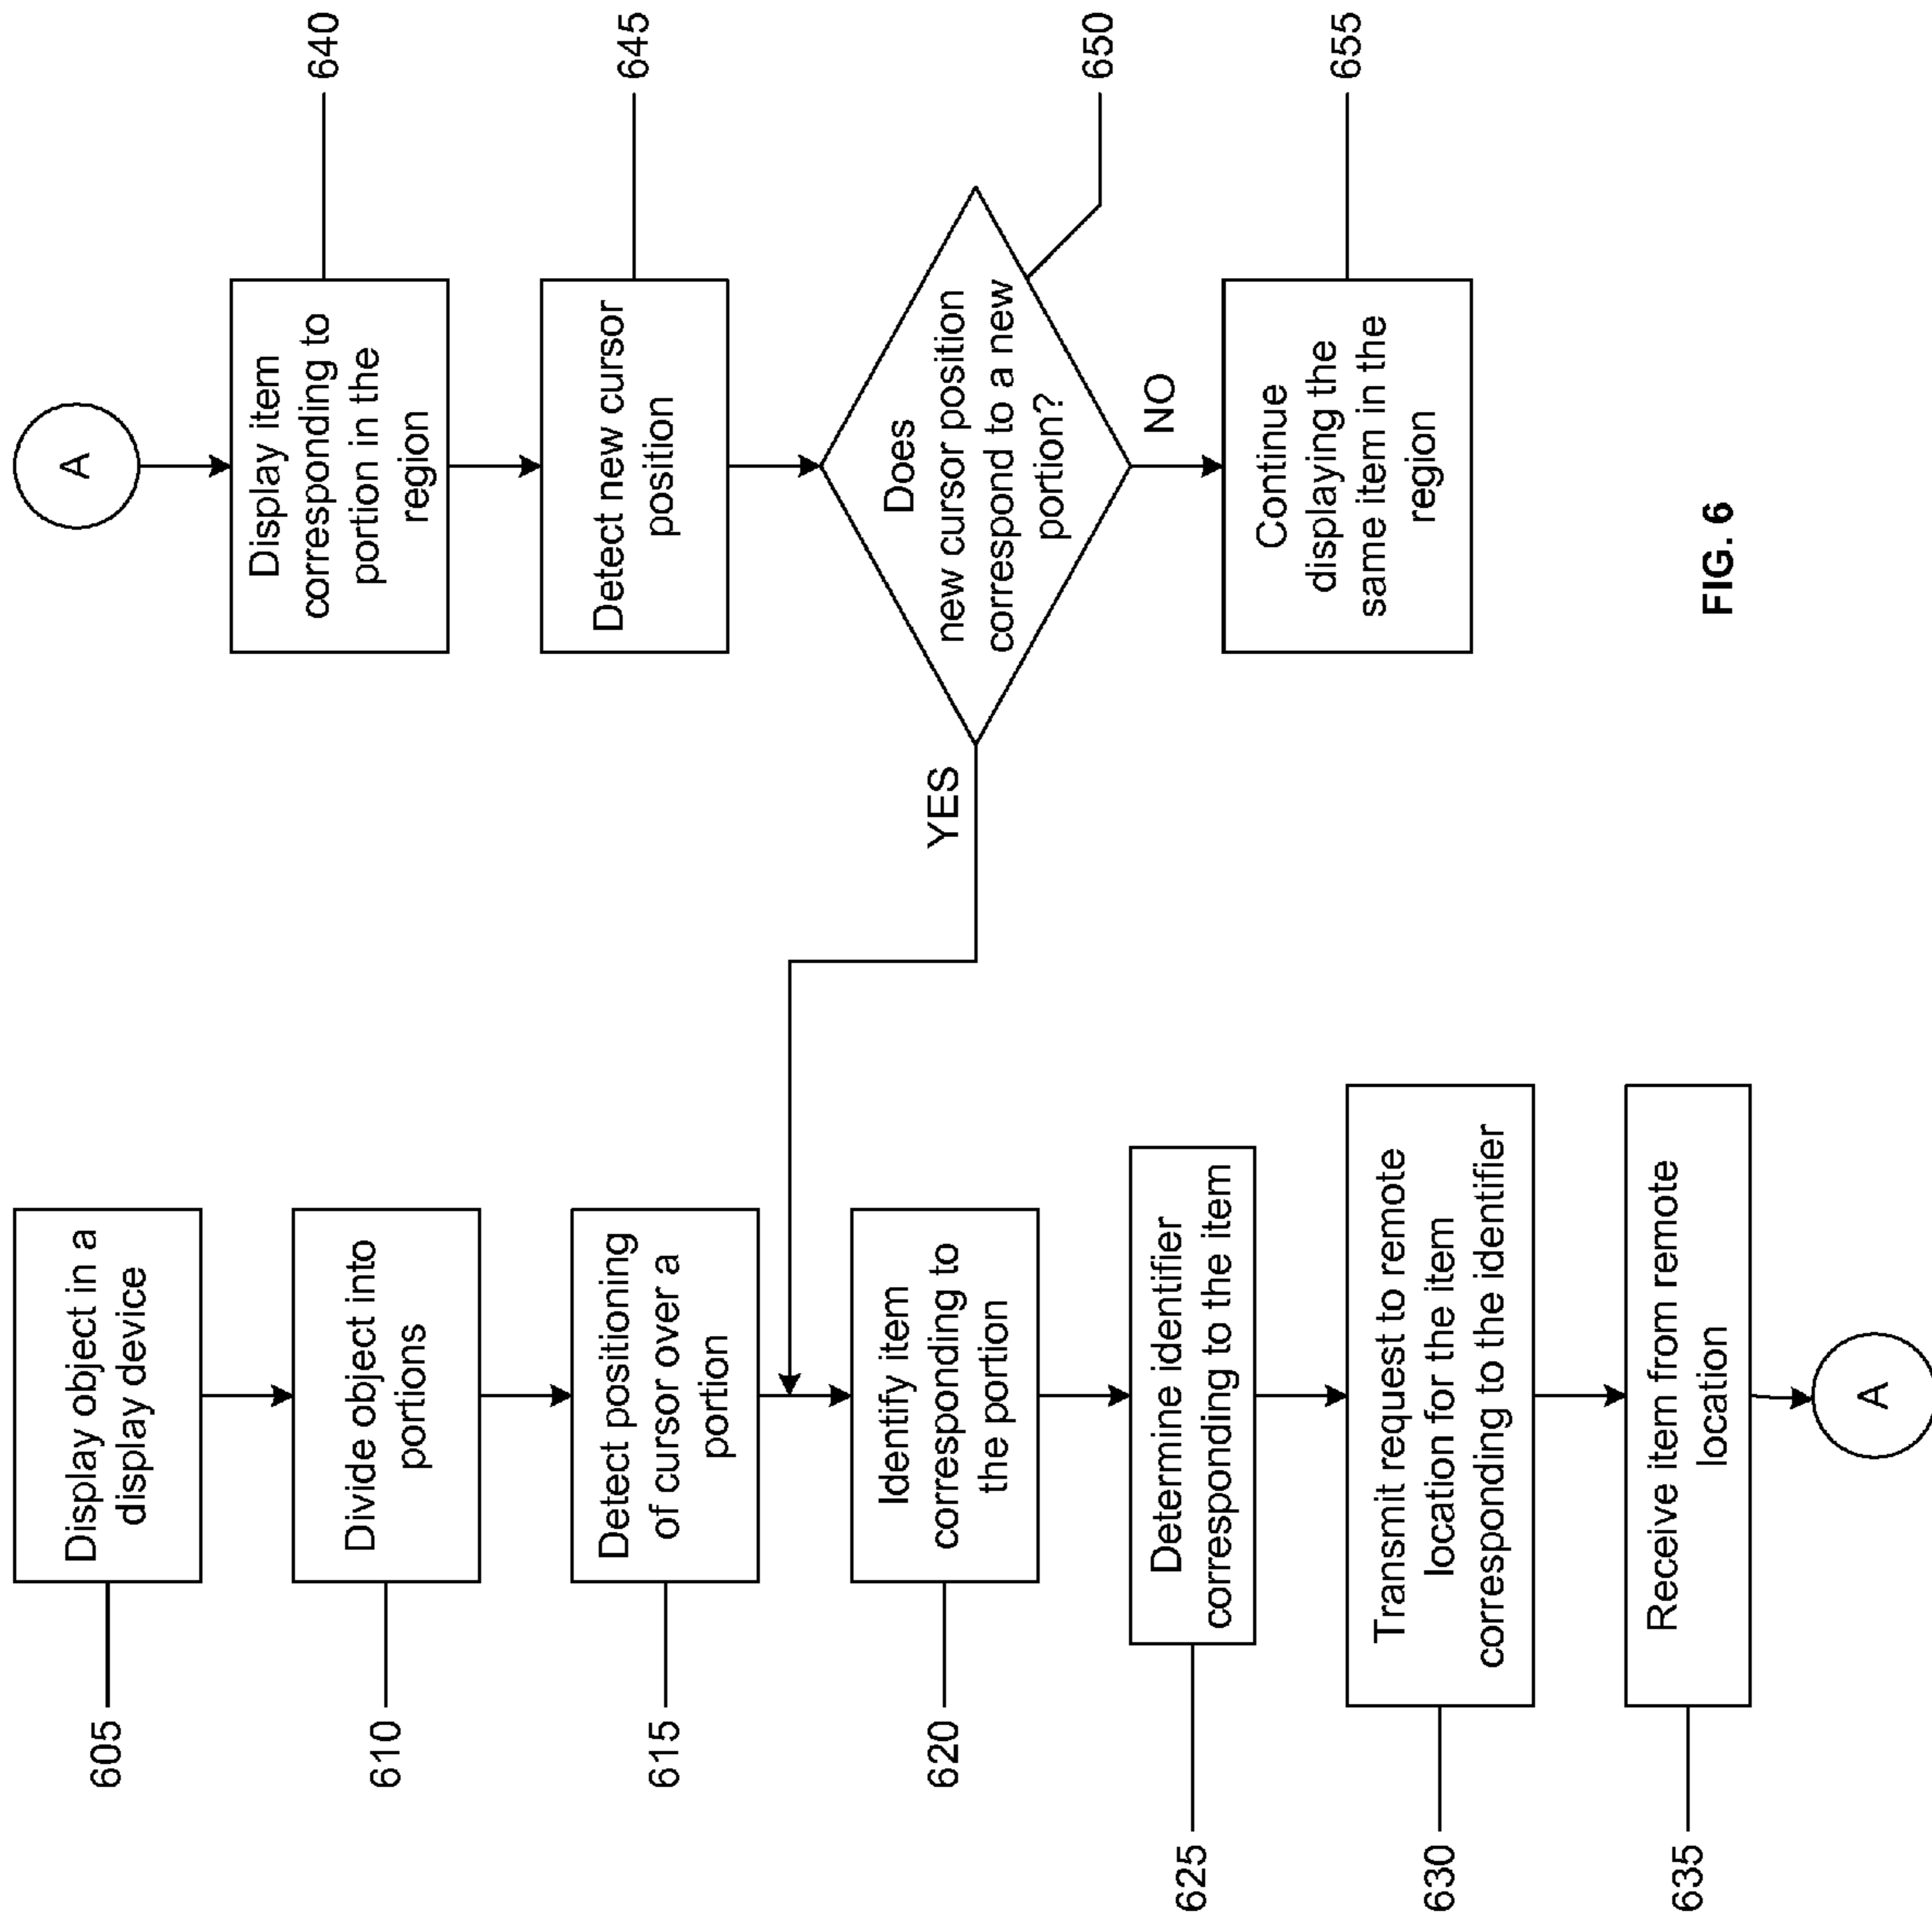 605
Display object in a
display device
610
Divide object into
portions
615
Detect positioning
of cursor over a
portion
620
Identify item
corresponding to
the portion
625
Determine identifier
corresponding to the item
630
Transmit request to remote
location for the item
corresponding to the identifier
635
Receive item from remote
location
A
A
Display item
corresponding to
portion in the
region
640
Detect new cursor
position
645
Does
new cursor position
correspond to a new
portion?
650
YES
NO
Continue
displaying the
same item in the
region
655
FIG. 6